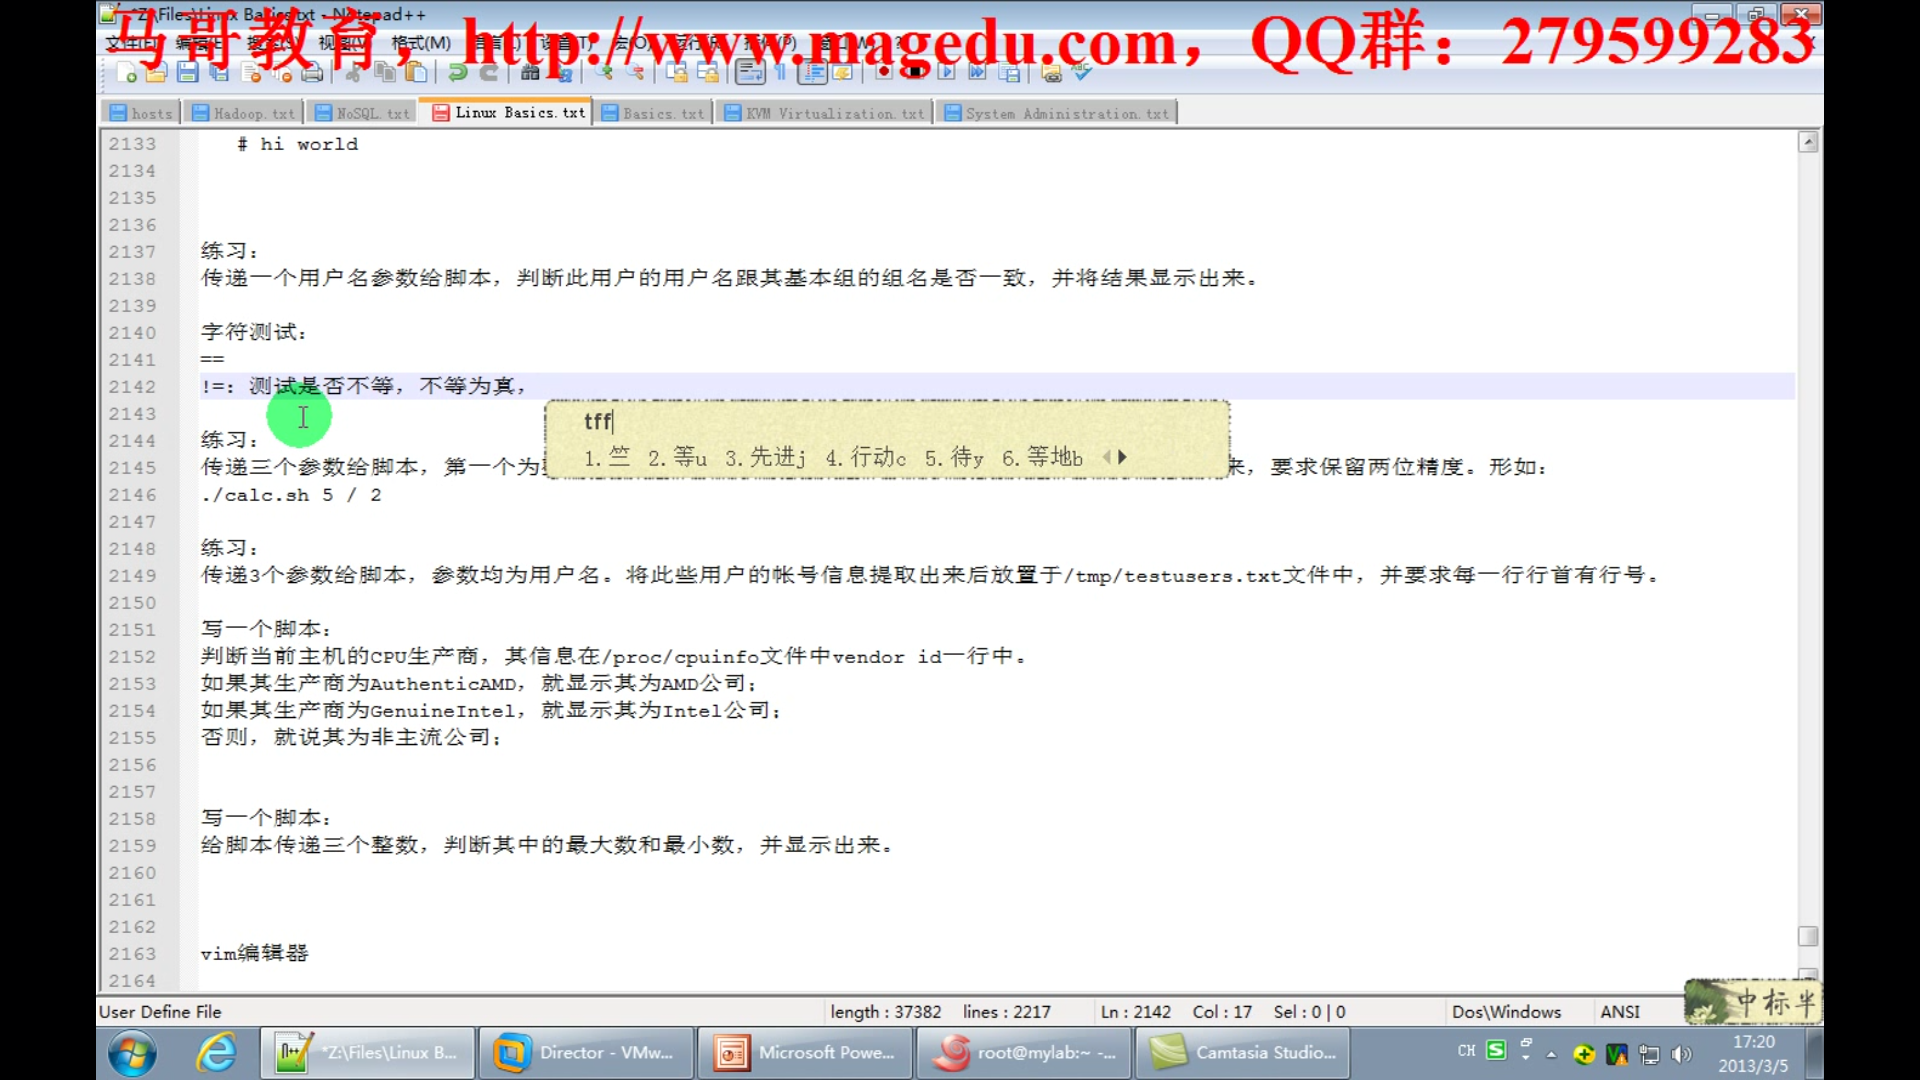 *Z:\Files\Linux Basics.txt - Notepad++
马哥教育，http://www.magedu.com，QQ群：279599283
hosts Hadoop.txt NoSQL.txt Linux Basics.txt Basics.txt KVM Virtualization.txt System Administration.txt
2133 # hi world
2134
2135
2136
2137 练习：
2138 传递一个用户名参数给脚本，判断此用户的用户名跟其基本组的组名是否一致，并将结果显示出来。
2139
2140 字符测试：
2141 ==
2142 !=: 测试是否不等，不等为真，
tff
1.竺 2.等u 3.先进j 4.行动c 5.待y 6.等地b
2143
2144 练习：
2145 传递三个参数给脚本，第一个为 来，要求保留两位精度。形如：
2146 ./calc.sh 5 / 2
2147
2148 练习：
2149 传递3个参数给脚本，参数均为用户名。将此些用户的帐号信息提取出来后放置于/tmp/testusers.txt文件中，并要求每一行行首有行号。
2150
2151 写一个脚本：
2152 判断当前主机的CPU生产商，其信息在/proc/cpuinfo文件中vendor id一行中。
2153 如果其生产商为AuthenticAMD，就显示其为AMD公司；
2154 如果其生产商为GenuineIntel，就显示其为Intel公司；
2155 否则，就说其为非主流公司；
2156
2157
2158 写一个脚本：
2159 给脚本传递三个整数，判断其中的最大数和最小数，并显示出来。
2160
2161
2162
2163 vim编辑器
2164
User Define File length : 37382 lines : 2217 Ln : 2142 Col : 17 Sel : 0 | 0 Dos\Windows ANSI
中标半
*Z:\Files\Linux B... Director - VMw... Microsoft Powe... root@mylab:~ -... Camtasia Studio... CH 17:20
2013/3/5